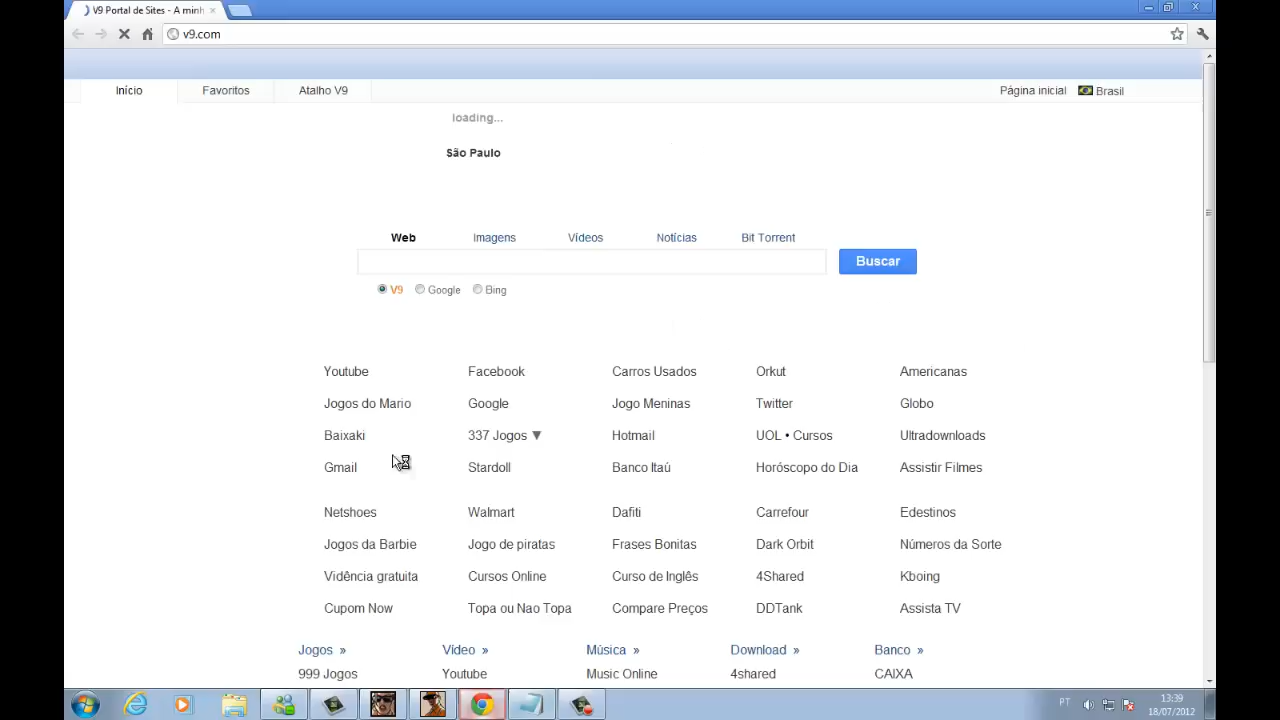 V9 Portal de Sites - A minh
v9.com
Início Favoritos Atalho V9 Página inicial Brasil
loading...
São Paulo
Web Imagens Vídeos Notícias Bit Torrent
Buscar
V9 Google Bing
Youtube Facebook Carros Usados Orkut Americanas
Jogos do Mario Google Jogo Meninas Twitter Globo
Baixaki 337 Jogos ▼ Hotmail UOL • Cursos Ultradownloads
Gmail Stardoll Banco Itaú Horóscopo do Dia Assistir Filmes
Netshoes Walmart Dafiti Carrefour Edestinos
Jogos da Barbie Jogo de piratas Frases Bonitas Dark Orbit Números da Sorte
Vidência gratuita Cursos Online Curso de Inglês 4Shared Kboing
Cupom Now Topa ou Nao Topa Compare Preços DDTank Assista TV
Jogos » Vídeo » Música » Download » Banco »
999 Jogos Youtube Music Online 4shared CAIXA
PT 13:39
18/07/2012